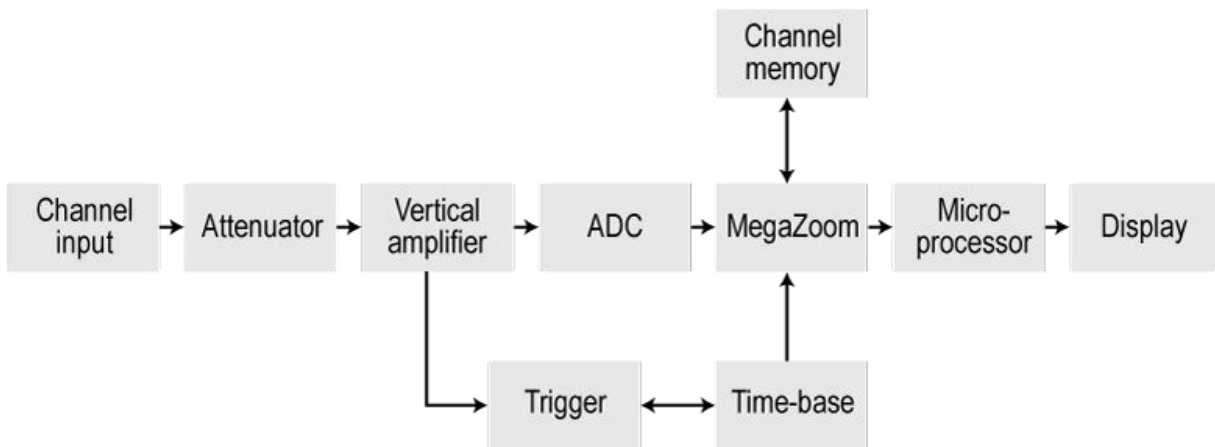 Channel
memory
Channel
input
Attenuator
Vertical
amplifier
ADC
MegaZoom
Micro-
processor
Display
Trigger
Time-base